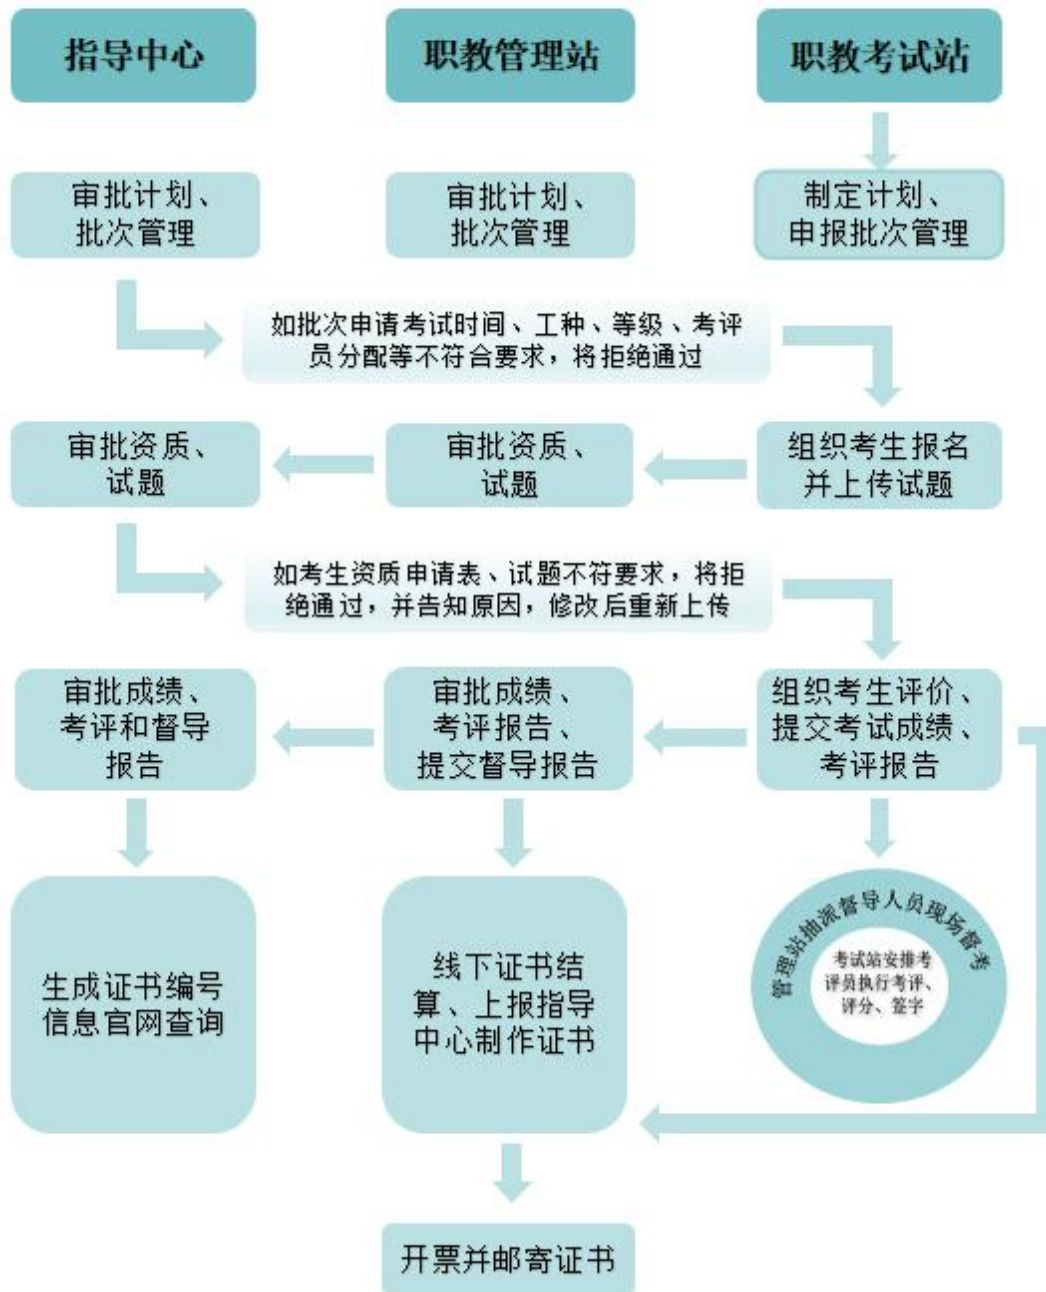 指导中心
职教管理站
职教考试站
审批计划、
批次管理
审批计划、
批次管理
制定计划、
申报批次管理
如批次申请考试时间、工种、等级、考评
员分配等不符合要求，将拒绝通过
审批资质、
试题
审批资质、
试题
组织考生报名
并上传试题
如考生资质申请表、试题不符要求，将拒
绝通过，并告知原因，修改后重新上传
审批成绩、
考评和督导
报告
审批成绩、
考评报告、
提交督导报告
组织考生评价、
提交考试成绩、
考评报告
生成证书编号
信息官网查询
线下证书结
算、上报指导
中心制作证书
管理站抽派督导人员现场督考
考试站安排考
评员执行考评、
评分、签字
开票并邮寄证书